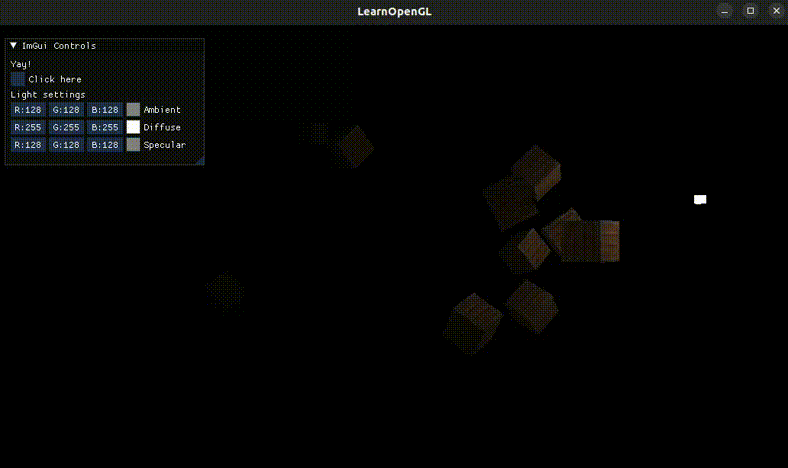 LearnOpenGL
ImGui Controls
Yay!
Click here
Light settings
R:128 G:128 B:128 Ambient
R:255 G:255 B:255 Diffuse
R:128 G:128 B:128 Specular